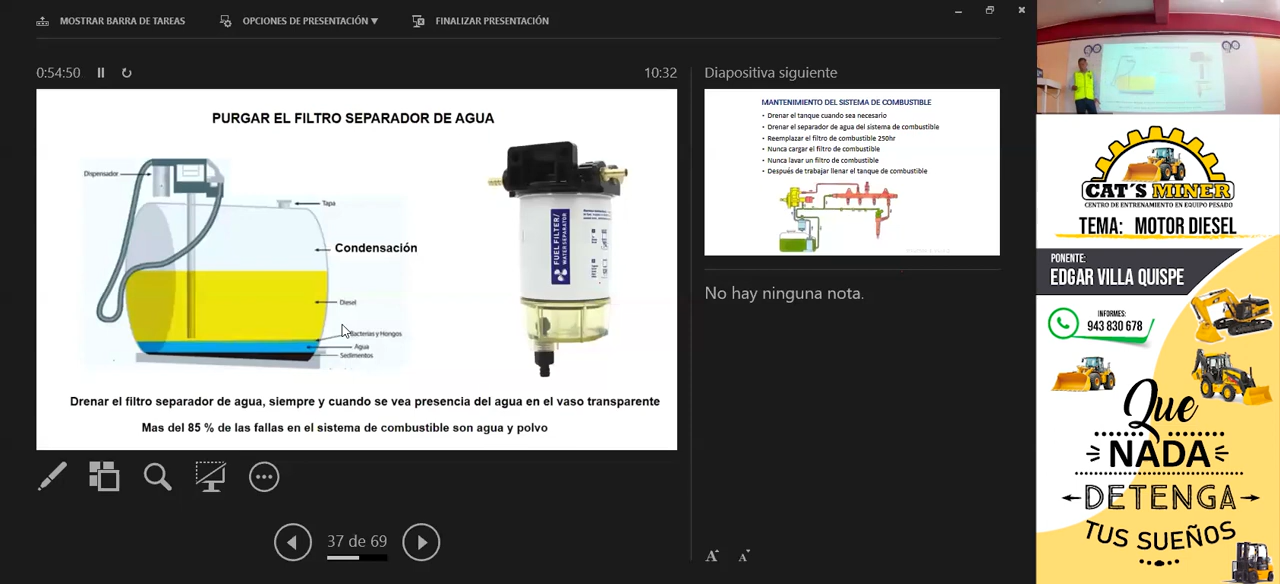 MOSTRAR BARRA DE TAREAS
OPCIONES DE PRESENTACIÓN ▼
FINALIZAR PRESENTACIÓN
0:54:50
10:32
PURGAR EL FILTRO SEPARADOR DE AGUA
Dispensador
Tapa
Condensación
Diesel
Bacterias y Hongos
Agua
Sedimentos
FUEL FILTER/
WATER SEPARATOR
Drenar el filtro separador de agua, siempre y cuando se vea presencia del agua en el vaso transparente
Mas del 85 % de las fallas en el sistema de combustible son agua y polvo
37 de 69
Diapositiva siguiente
MANTENIMIENTO DEL SISTEMA DE COMBUSTIBLE
• Drenar el tanque cuando sea necesario
• Drenar el separador de agua del sistema de combustible
• Reemplazar el filtro de combustible 250hr
• Nunca cargar el filtro de combustible
• Nunca lavar un filtro de combustible
• Después de trabajar llenar el tanque de combustible
No hay ninguna nota.
A A
CAT'S MINER
CENTRO DE ENTRENAMIENTO EN EQUIPO PESADO
TEMA: MOTOR DIESEL
PONENTE:
EDGAR VILLA QUISPE
INFORMES:
943 830 678
Que
NADA
DETENGA
TUS SUEÑOS